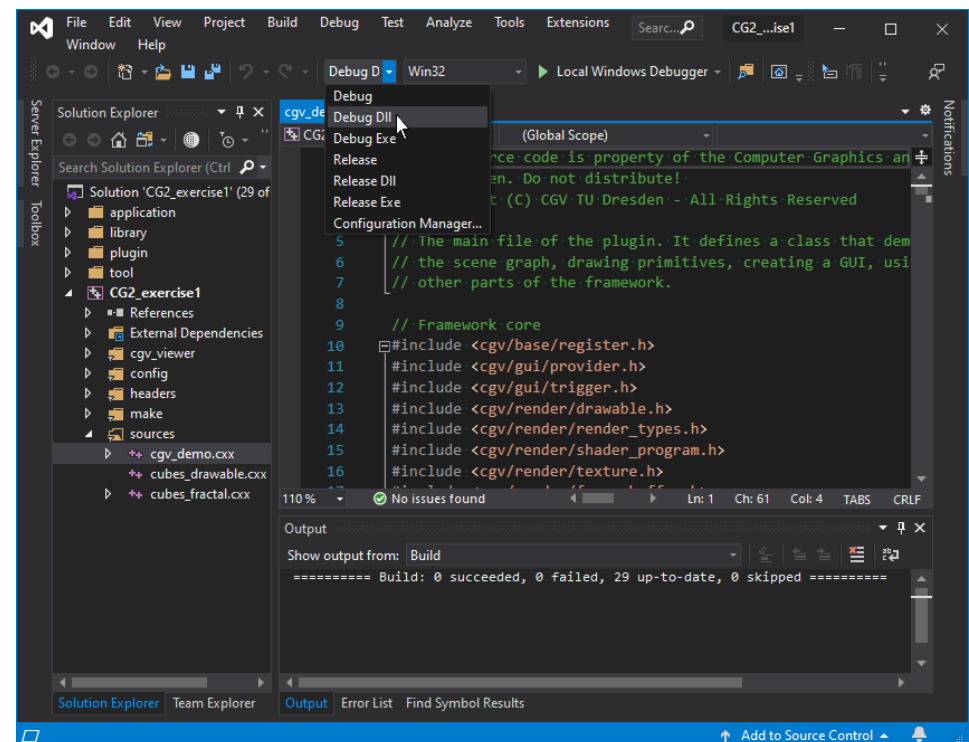 File Edit View Project Build Debug Test Analyze Tools Extensions Searc... CG2_...ise1
Window Help
Debug D Win32 Local Windows Debugger
Debug
Debug Dll
Debug Exe
Release
Release Dll
Release Exe
Configuration Manager...
Server Explorer
Toolbox
Notifications
Solution Explorer
Search Solution Explorer (Ctrl
Solution 'CG2_exercise1' (29 of
application
library
plugin
tool
CG2_exercise1
References
External Dependencies
cgv_viewer
config
headers
make
sources
cgv_demo.cxx
cubes_drawable.cxx
cubes_fractal.cxx
Solution Explorer Team Explorer
cgv_de
CG2 (Global Scope)
rce code is property of the Computer Graphics an
en. Do not distribute!
t (C) CGV TU Dresden - All Rights Reserved
5 // The main file of the plugin. It defines a class that dem
6 // the scene graph, drawing primitives, creating a GUI, usi
7 // other parts of the framework.
8
9 // Framework core
10 #include <cgv/base/register.h>
11 #include <cgv/gui/provider.h>
12 #include <cgv/gui/trigger.h>
13 #include <cgv/render/drawable.h>
14 #include <cgv/render/render_types.h>
15 #include <cgv/render/shader_program.h>
16 #include <cgv/render/texture.h>
110 % No issues found Ln: 1 Ch: 61 Col: 4 TABS CRLF
Output
Show output from: Build
========== Build: 0 succeeded, 0 failed, 29 up-to-date, 0 skipped ==========
Output Error List Find Symbol Results
Add to Source Control